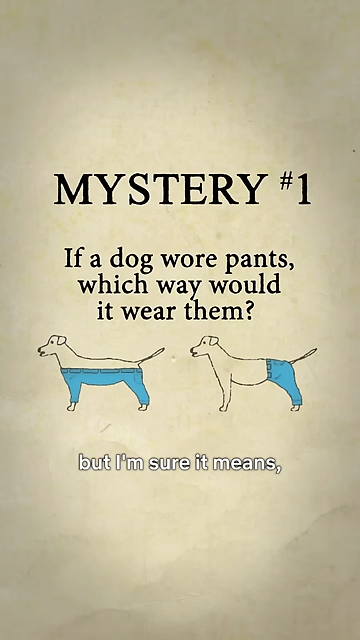 MYSTERY #1
If a dog wore pants,
which way would
it wear them?
but I'm sure it means,